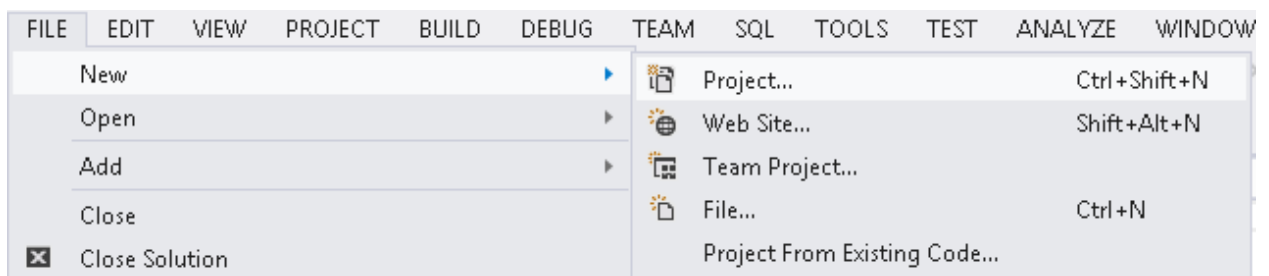 FILE EDIT VIEW PROJECT BUILD DEBUG TEAM SQL TOOLS TEST ANALYZE WINDOW
New
Open
Add
Close
Close Solution
Project... Ctrl+Shift+N
Web Site... Shift+Alt+N
Team Project...
File... Ctrl+N
Project From Existing Code...